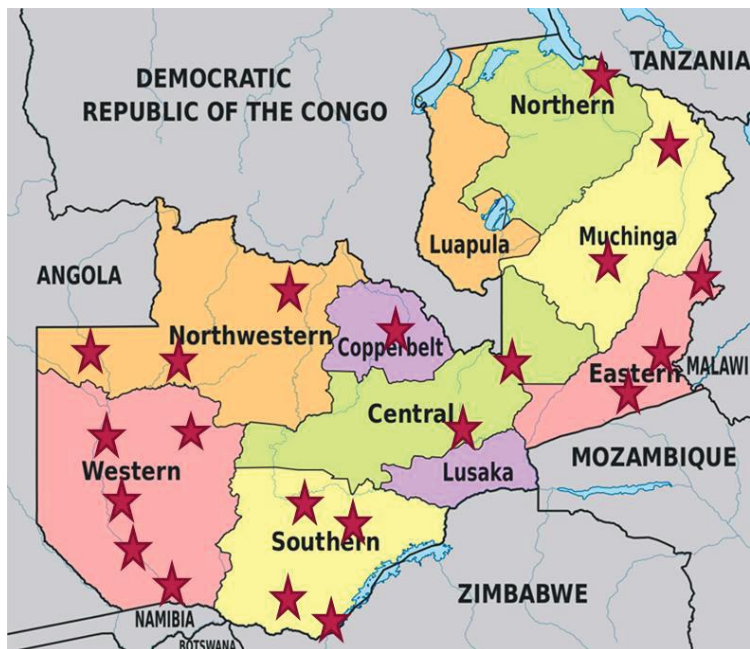 DEMOCRATIC
REPUBLIC OF THE CONGO
TANZANIA
Northern
Luapula
Muchinga
ANGOLA
Northwestern
Copperbelt
Eastern
MALAWI
Central
Western
Lusaka
MOZAMBIQUE
Southern
ZIMBABWE
NAMIBIA
BOTSWANA